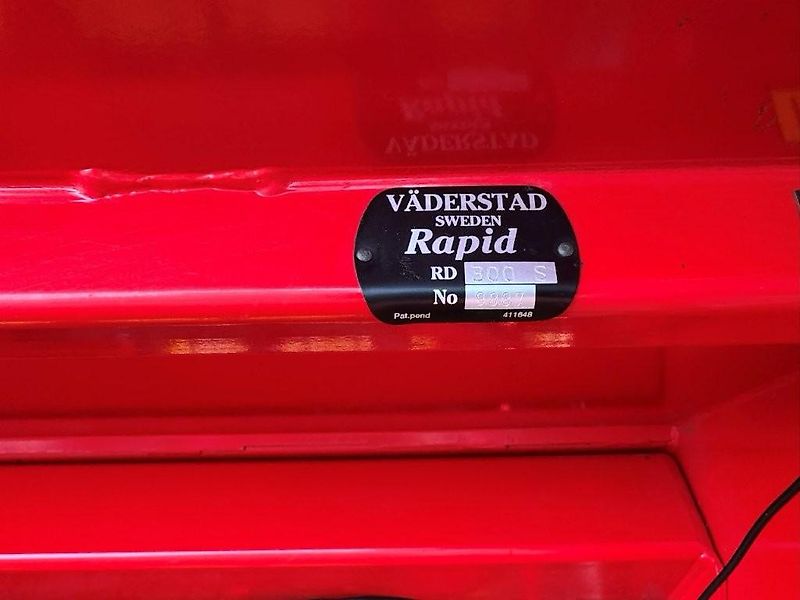 VÄDERSTAD
SWEDEN
Rapid
RD 300 S
No
Pat.pend 411648